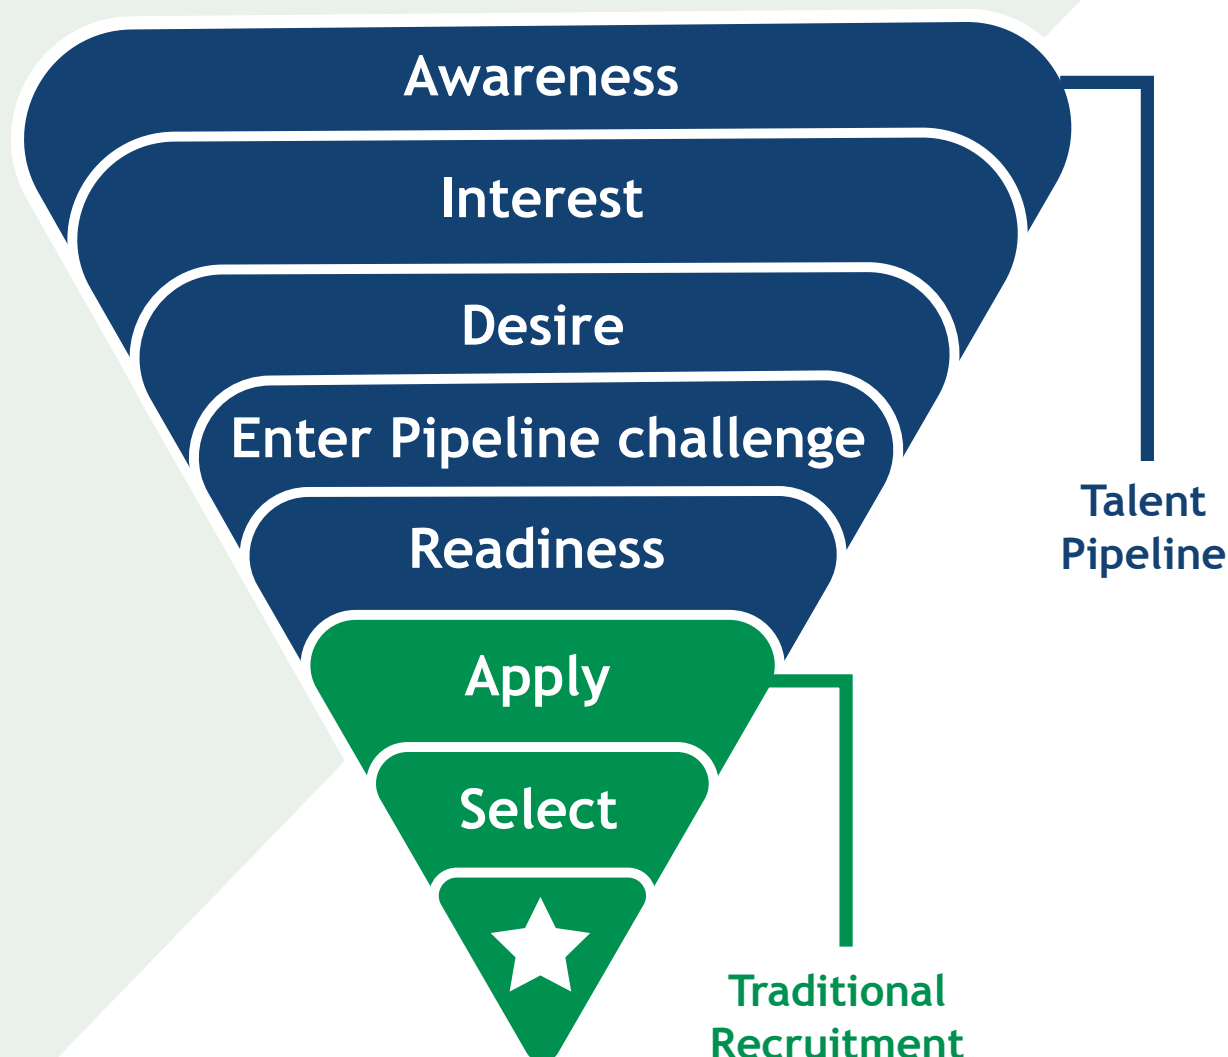 Awareness
Interest
Desire
Enter Pipeline challenge
Readiness
Talent
Pipeline
Apply
Select
Traditional
Recruitment